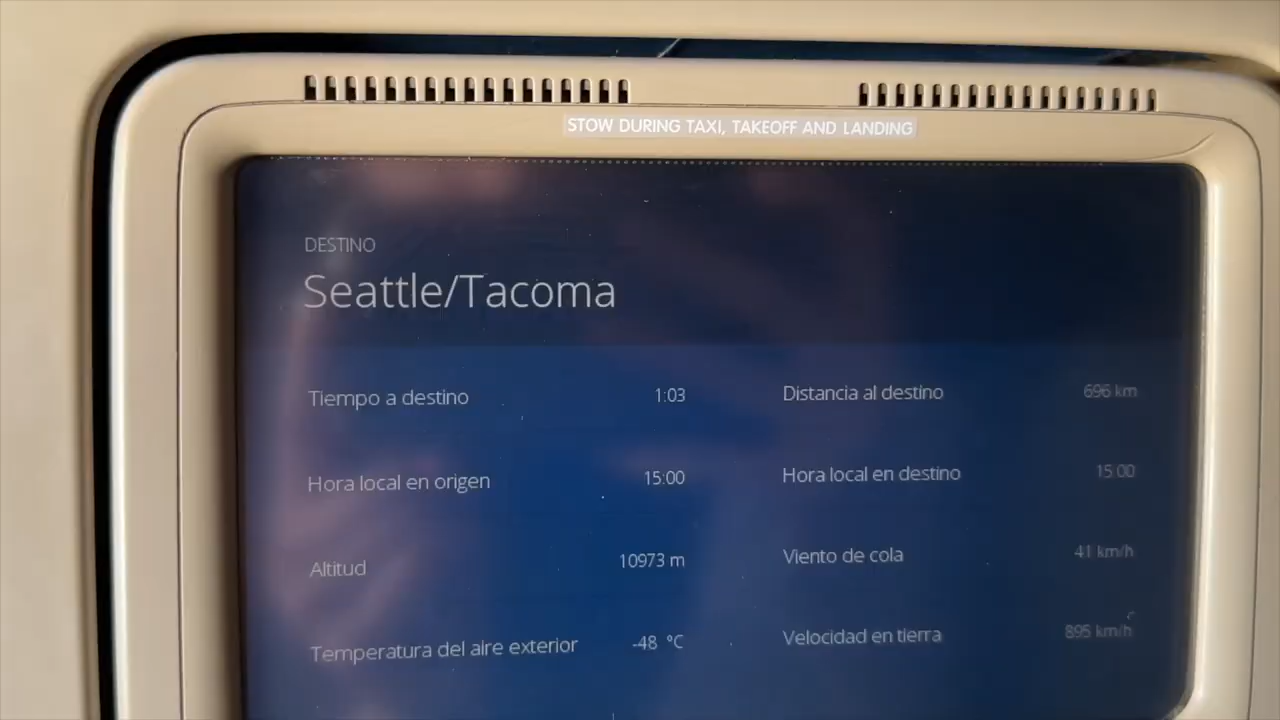 STOW DURING TAXI, TAKEOFF AND LANDING
DESTINO
Seattle/Tacoma
Tiempo a destino 1:03 Distancia al destino 696 km
Hora local en origen 15:00 Hora local en destino 15:00
Altitud 10973 m Viento de cola 41 km/h
Temperatura del aire exterior -48 °C Velocidad en tierra 895 km/h